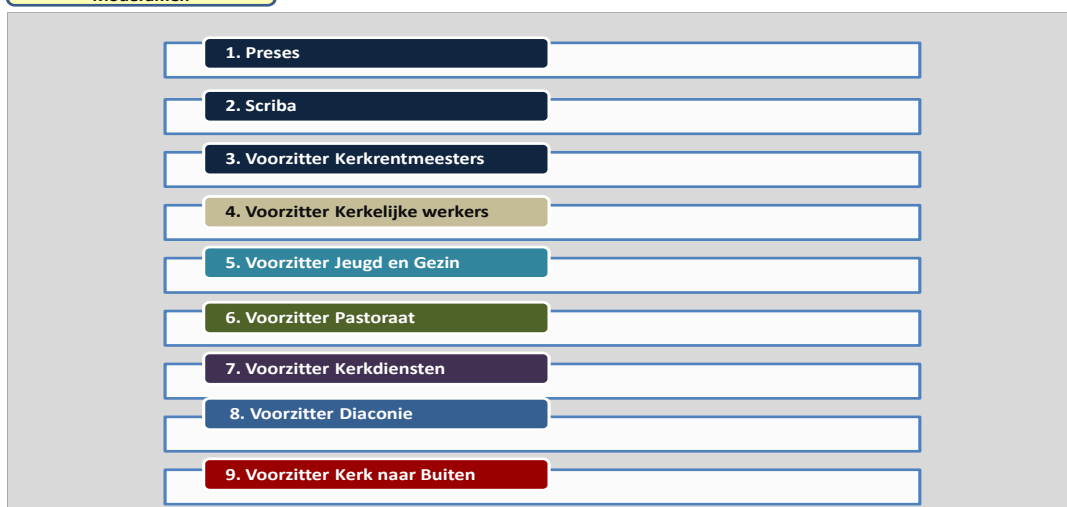 Moderamen
1. Preses
2. Scriba
3. Voorzitter Kerkrentmeesters
4. Voorzitter Kerkelijke werkers
5. Voorzitter Jeugd en Gezin
6. Voorzitter Pastoraat
7. Voorzitter Kerkdiensten
8. Voorzitter Diaconie
9. Voorzitter Kerk naar Buiten